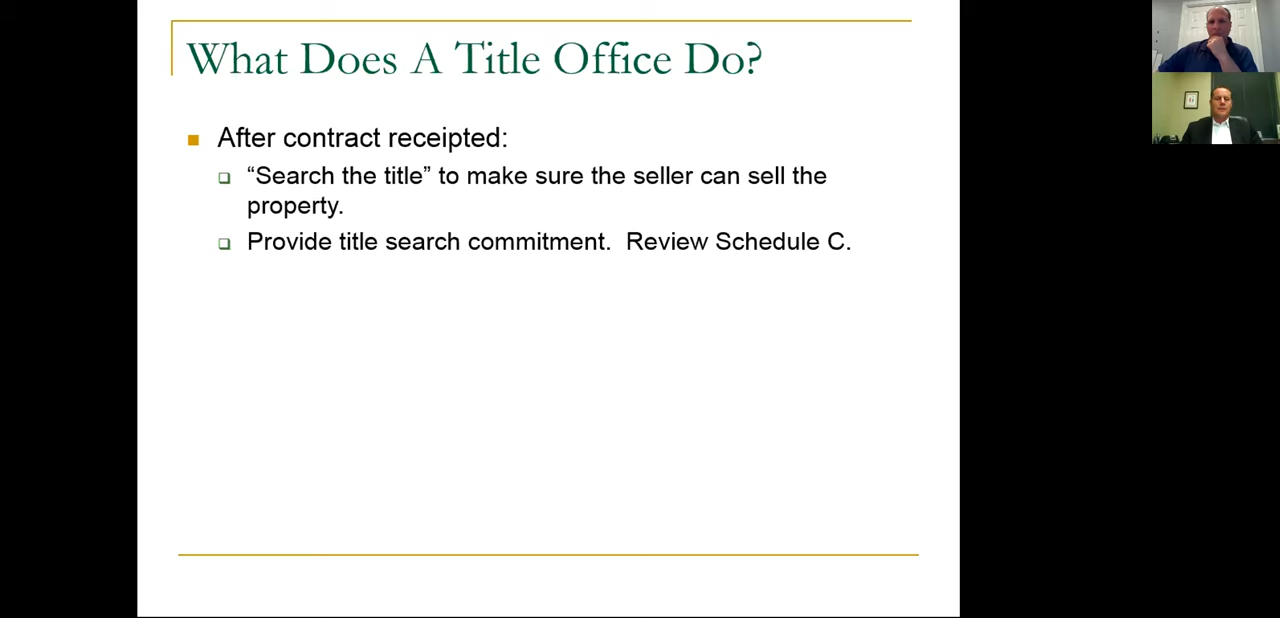 What Does A Title Office Do?
After contract receipted:
“Search the title” to make sure the seller can sell the
property.
Provide title search commitment.  Review Schedule C.